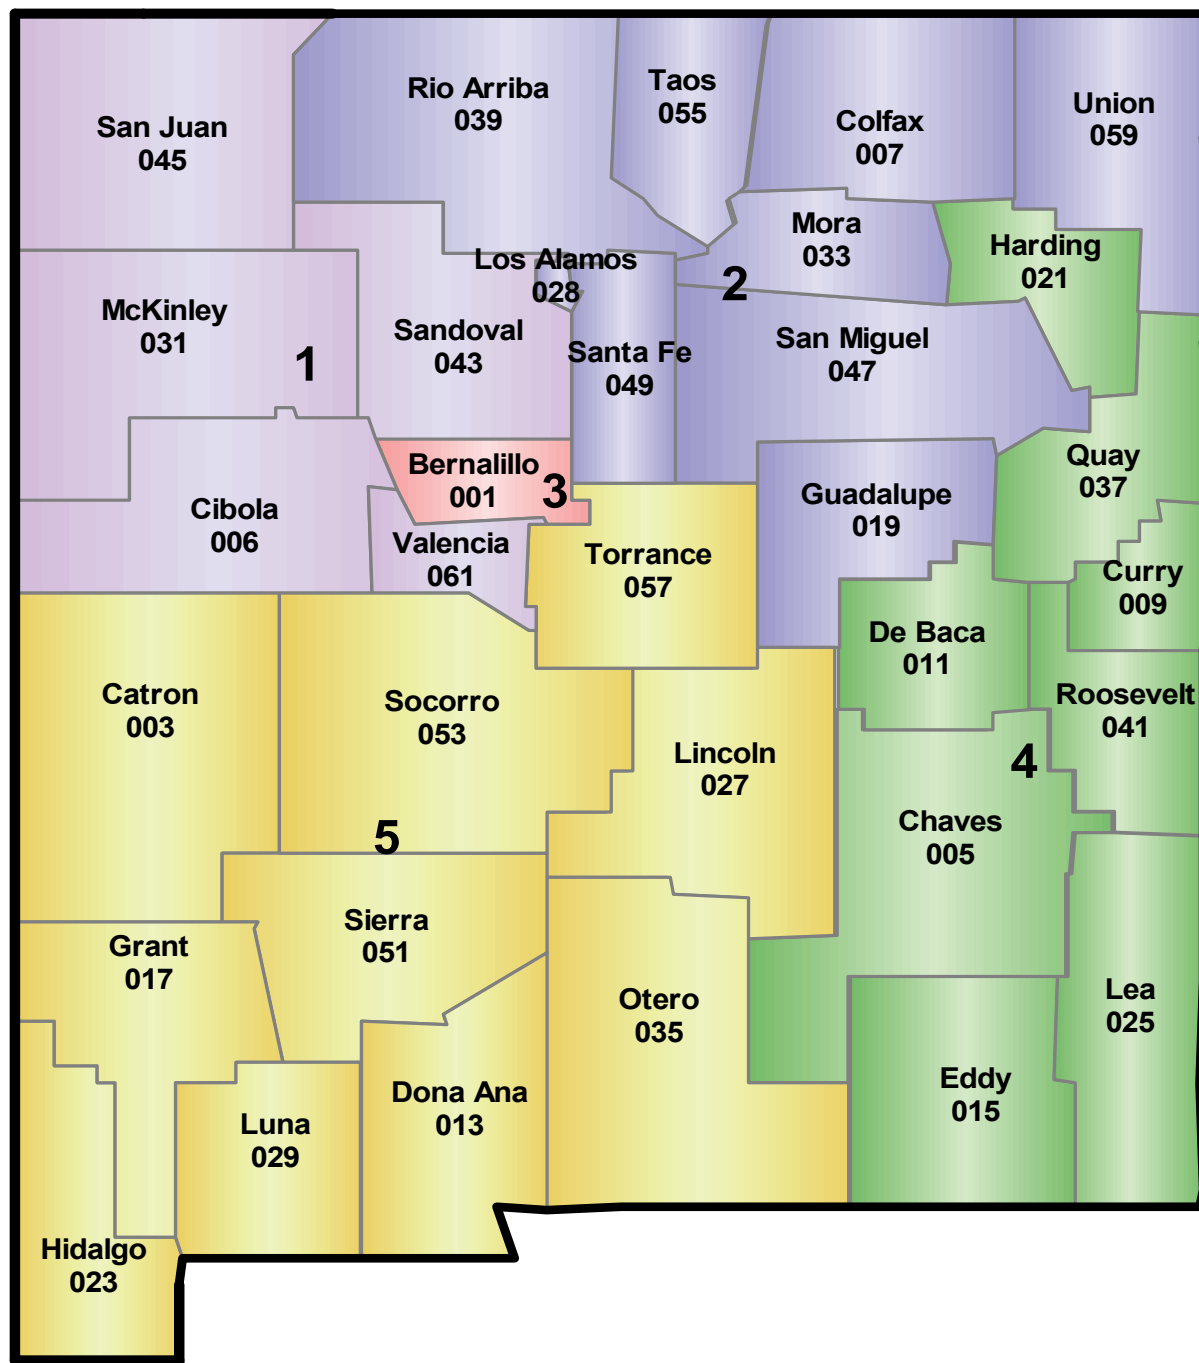 San Juan
045
Rio Arriba
039
Taos
055
Colfax
007
Union
059
McKinley
031
Sandoval
043
Los Alamos
028
Santa Fe
049
Mora
033
Harding
021
San Miguel
047
1
2
Cibola
006
Bernalillo
001
3
Valencia
061
Torrance
057
Guadalupe
019
Quay
037
Curry
009
De Baca
011
Roosevelt
041
Catron
003
Socorro
053
Lincoln
027
4
Chaves
005
5
Sierra
051
Grant
017
Otero
035
Lea
025
Eddy
015
Dona Ana
013
Luna
029
Hidalgo
023